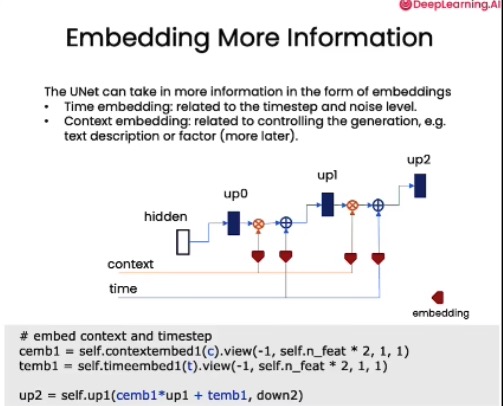 DeepLearning.AI
Embedding More Information
The UNet can take in more information in the form of embeddings
• Time embedding: related to the timestep and noise level.
• Context embedding: related to controlling the generation, e.g.
text description or factor (more later).
up2
up1
up0
hidden
context
time
embedding
# embed context and timestep
cemb1 = self.contextembed1(c).view(-1, self.n_feat * 2, 1, 1)
temb1 = self.timeembed1(t).view(-1, self.n_feat * 2, 1, 1)
up2 = self.up1(cemb1*up1 + temb1, down2)